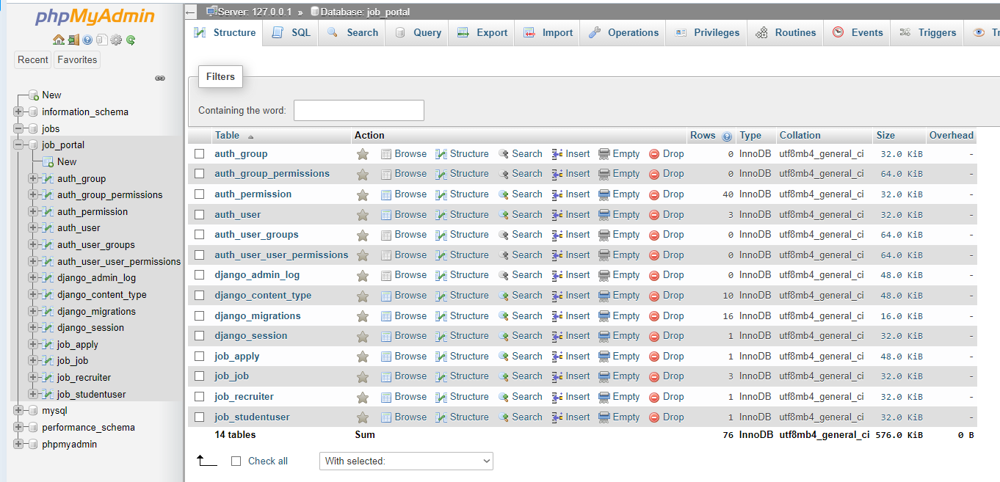 phpMyAdmin
Recent Favorites
New
information_schema
jobs
job_portal
New
auth_group
auth_group_permissions
auth_permission
auth_user
auth_user_groups
auth_user_user_permissions
django_admin_log
django_content_type
django_migrations
django_session
job_apply
job_job
job_recruiter
job_studentuser
mysql
performance_schema
phpmyadmin
Server: 127.0.0.1 » Database: job_portal
Structure SQL Search Query Export Import Operations Privileges Routines Events Triggers
Filters
Containing the word:
Table Action Rows Type Collation Size Overhead
auth_group Browse Structure Search Insert Empty Drop 0 InnoDB utf8mb4_general_ci 32.0 KiB -
auth_group_permissions Browse Structure Search Insert Empty Drop 0 InnoDB utf8mb4_general_ci 64.0 KiB -
auth_permission Browse Structure Search Insert Empty Drop 40 InnoDB utf8mb4_general_ci 32.0 KiB -
auth_user Browse Structure Search Insert Empty Drop 3 InnoDB utf8mb4_general_ci 32.0 KiB -
auth_user_groups Browse Structure Search Insert Empty Drop 0 InnoDB utf8mb4_general_ci 64.0 KiB -
auth_user_user_permissions Browse Structure Search Insert Empty Drop 0 InnoDB utf8mb4_general_ci 64.0 KiB -
django_admin_log Browse Structure Search Insert Empty Drop 0 InnoDB utf8mb4_general_ci 48.0 KiB -
django_content_type Browse Structure Search Insert Empty Drop 10 InnoDB utf8mb4_general_ci 48.0 KiB -
django_migrations Browse Structure Search Insert Empty Drop 16 InnoDB utf8mb4_general_ci 16.0 KiB -
django_session Browse Structure Search Insert Empty Drop 1 InnoDB utf8mb4_general_ci 32.0 KiB -
job_apply Browse Structure Search Insert Empty Drop 1 InnoDB utf8mb4_general_ci 48.0 KiB -
job_job Browse Structure Search Insert Empty Drop 3 InnoDB utf8mb4_general_ci 32.0 KiB -
job_recruiter Browse Structure Search Insert Empty Drop 1 InnoDB utf8mb4_general_ci 32.0 KiB -
job_studentuser Browse Structure Search Insert Empty Drop 1 InnoDB utf8mb4_general_ci 32.0 KiB -
14 tables Sum 76 InnoDB utf8mb4_general_ci 576.0 KiB 0 B
Check all With selected: